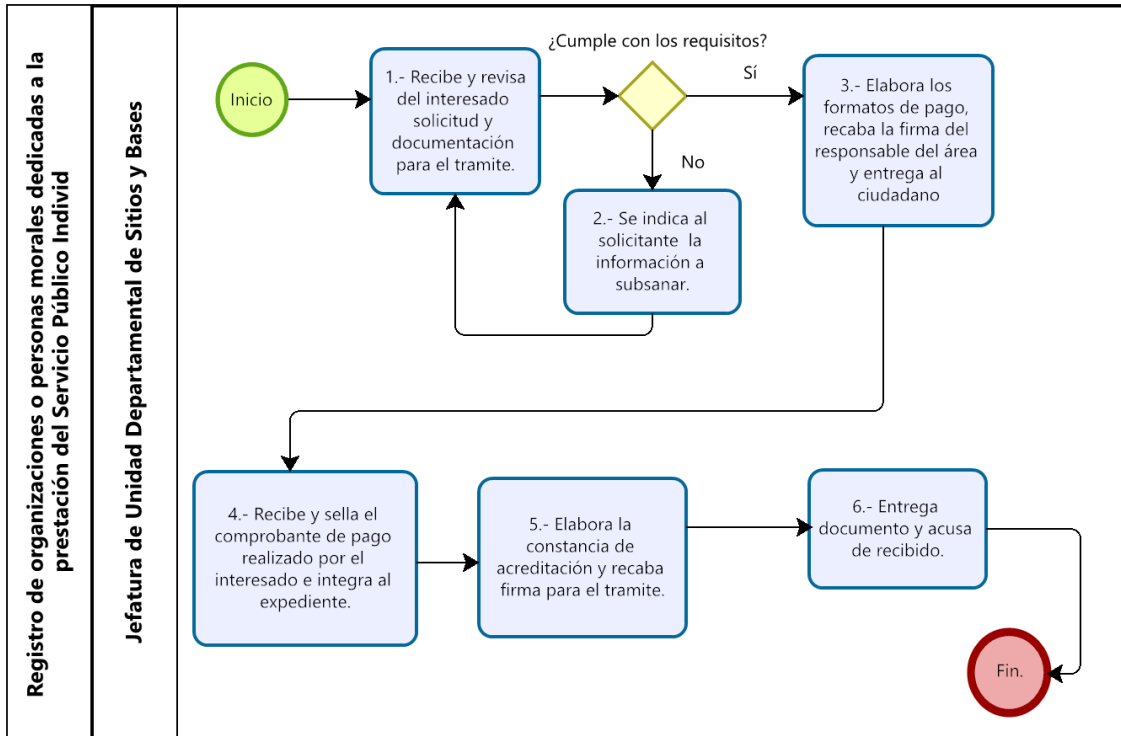 Registro de organizaciones o personas morales dedicadas a la
prestación del Servicio Público Individ
Jefatura de Unidad Departamental de Sitios y Bases
Inicio
1.- Recibe y revisa
del interesado
solicitud y
documentación
para el tramite.
¿Cumple con los requisitos?
Sí
No
2.- Se indica al
solicitante la
información a
subsanar.
3.- Elabora los
formatos de pago,
recaba la firma del
responsable del área
y entrega al
ciudadano
4.- Recibe y sella el
comprobante de pago
realizado por el
interesado e integra al
expediente.
5.- Elabora la
constancia de
acreditación y recaba
firma para el tramite.
6.- Entrega
documento y acusa
de recibido.
Fin.